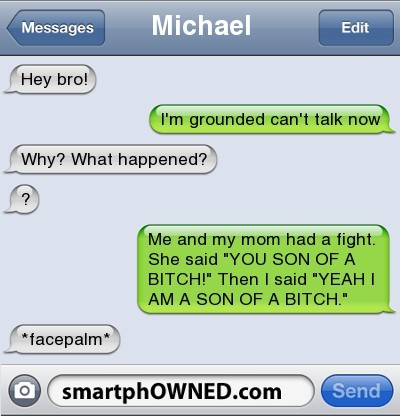 Messages
Michael
Edit
Hey bro!
I'm grounded can't talk now
Why? What happened?
?
Me and my mom had a fight.
She said "YOU SON OF A
BITCH!" Then I said "YEAH I
AM A SON OF A BITCH."
*facepalm*
smartphOWNED.com
Send